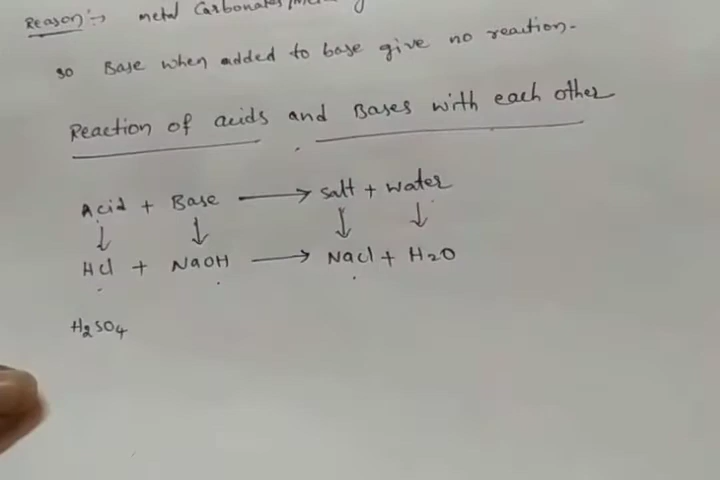 Reason :→ metal Carbonates/
so Base when added to base give no reaction.
Reaction of acids and Bases with each other
Acid + Base → salt + water
↓ ↓ ↓ ↓
Hcl + NaOH → Nacl + H2O
H2SO4